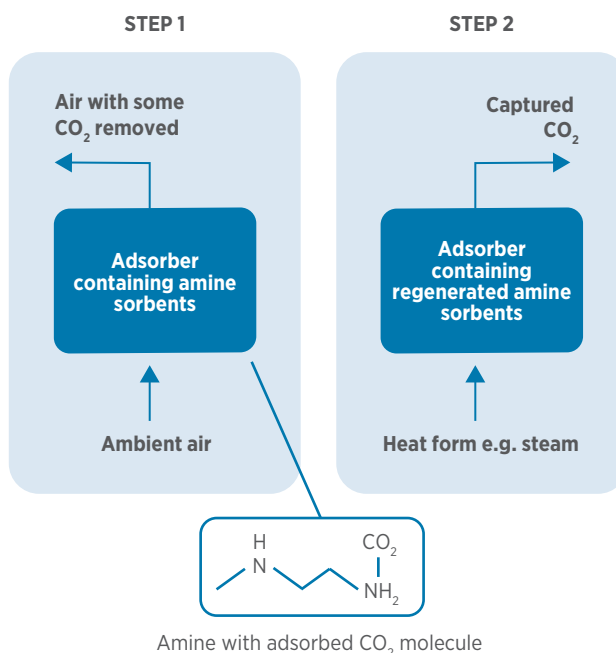 STEP 1
Air with some
CO₂ removed
Adsorber
containing amine
sorbents
Ambient air
STEP 2
Captured
CO₂
Adsorber
containing
regenerated amine
sorbents
Heat form e.g. steam
H
N
CO₂
NH₂
Amine with adsorbed CO₂ molecule